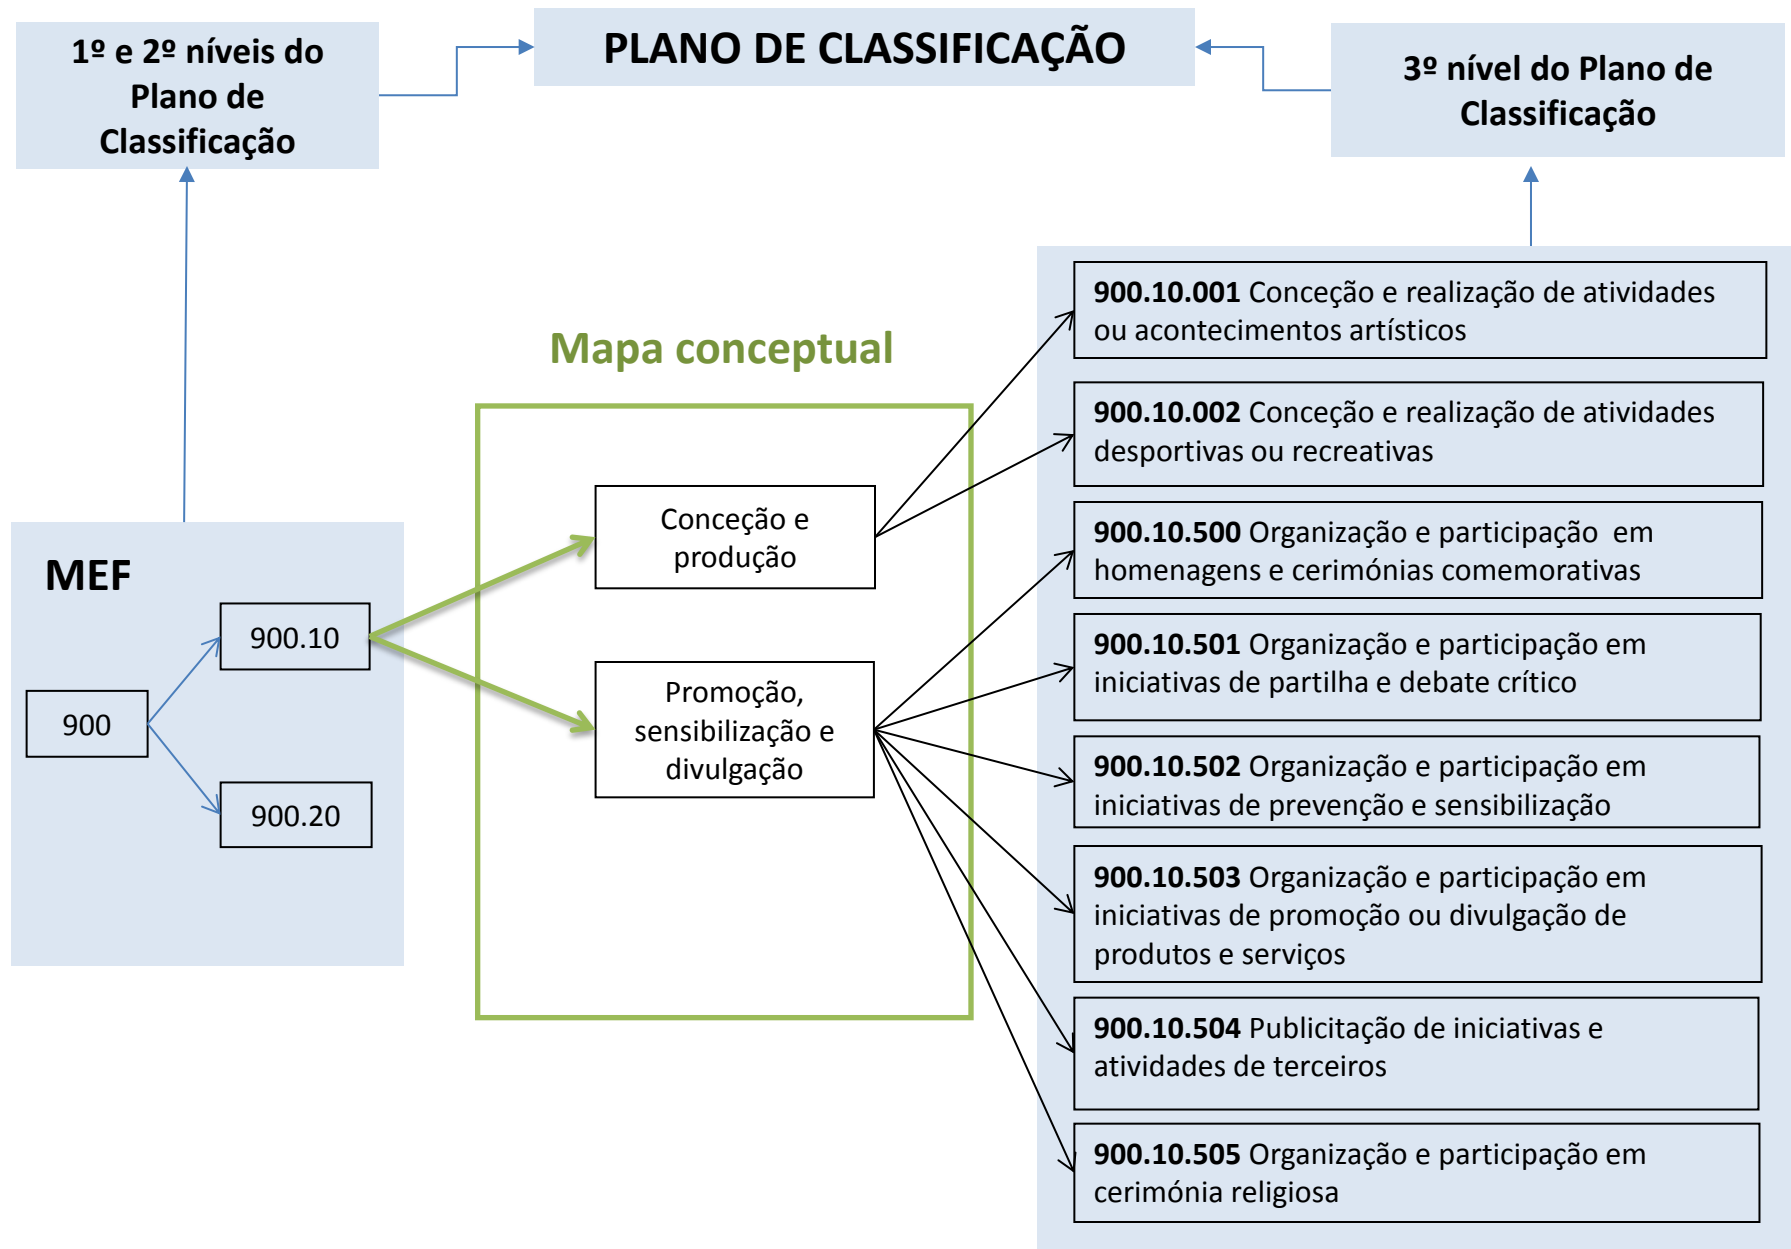 1º e 2º níveis do
Plano de
Classificação
PLANO DE CLASSIFICAÇÃO
3º nível do Plano de
Classificação
MEF
900
900.10
900.20
Mapa conceptual
Conceção e
produção
Promoção,
sensibilização e
divulgação
900.10.001 Conceção e realização de atividades
ou acontecimentos artísticos
900.10.002 Conceção e realização de atividades
desportivas ou recreativas
900.10.500 Organização e participação em
homenagens e cerimónias comemorativas
900.10.501 Organização e participação em
iniciativas de partilha e debate crítico
900.10.502 Organização e participação em
iniciativas de prevenção e sensibilização
900.10.503 Organização e participação em
iniciativas de promoção ou divulgação de
produtos e serviços
900.10.504 Publicitação de iniciativas e
atividades de terceiros
900.10.505 Organização e participação em
cerimónia religiosa